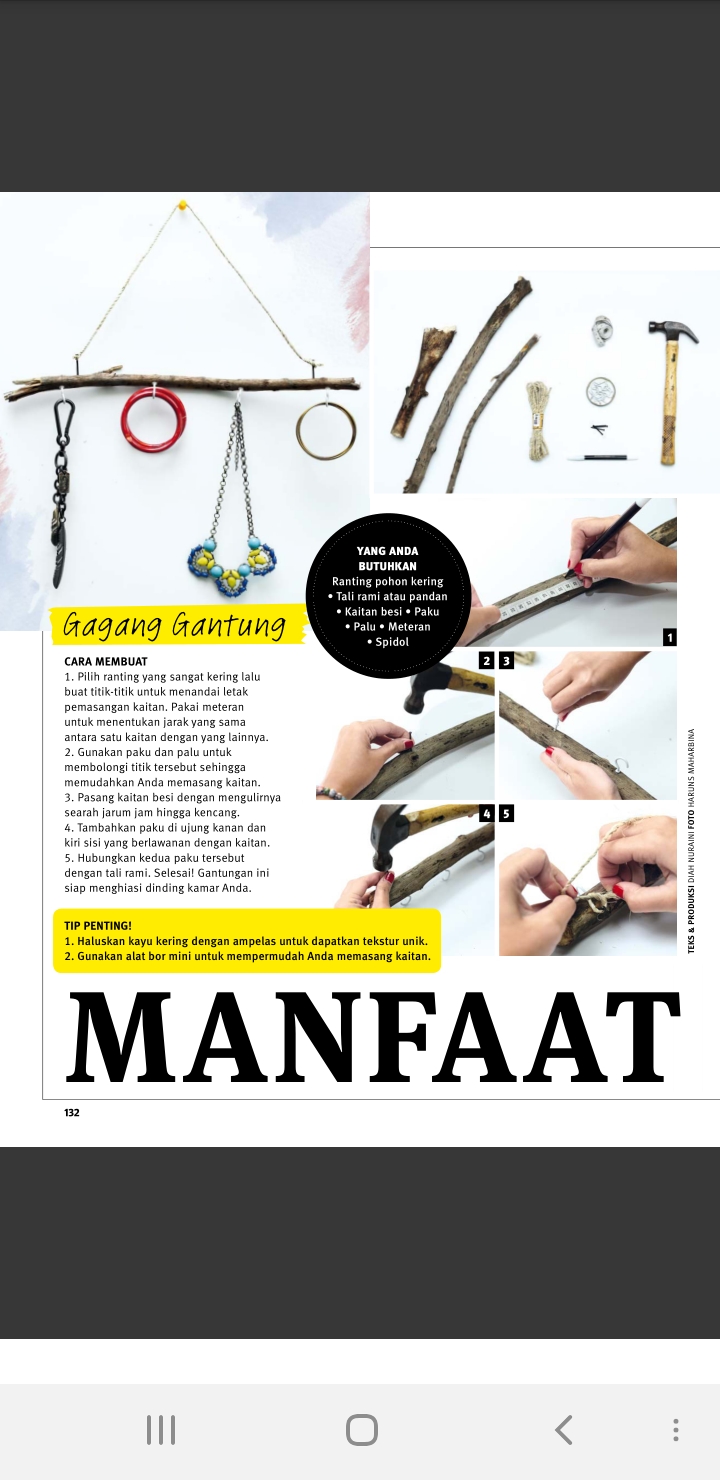 YANG ANDA
BUTUHKAN
Ranting pohon kering
• Tali rami atau pandan
• Kaitan besi • Paku
• Palu • Meteran
• Spidol
1
Gagang Gantung
CARA MEMBUAT
1. Pilih ranting yang sangat kering lalu
buat titik-titik untuk menandai letak
pemasangan kaitan. Pakai meteran
untuk menentukan jarak yang sama
antara satu kaitan dengan yang lainnya.
2. Gunakan paku dan palu untuk
membolongi titik tersebut sehingga
memudahkan Anda memasang kaitan.
3. Pasang kaitan besi dengan mengulirnya
searah jarum jam hingga kencang.
4. Tambahkan paku di ujung kanan dan
kiri sisi yang berlawanan dengan kaitan.
5. Hubungkan kedua paku tersebut
dengan tali rami. Selesai! Gantungan ini
siap menghiasi dinding kamar Anda.
2 3
4 5
TEKS & PRODUKSI DIAH NURAINI FOTO HARUNS MAHARBINA
TIP PENTING!
1. Haluskan kayu kering dengan ampelas untuk dapatkan tekstur unik.
2. Gunakan alat bor mini untuk mempermudah Anda memasang kaitan.
MANFAAT
132